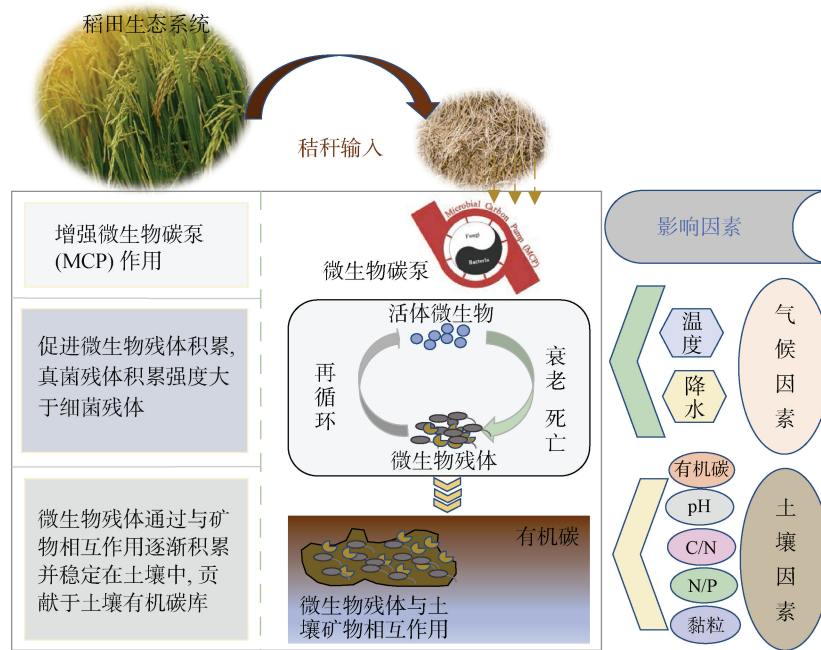 稻田生态系统
秸秆输入
增强微生物碳泵
(MCP) 作用
促进微生物残体积累,
真菌残体积累强度大
于细菌残体
微生物残体通过与矿
物相互作用逐渐积累
并稳定在土壤中, 贡
献于土壤有机碳库
Microbial Carbon Pump (MCP)
Fungi
Bacteria
微生物碳泵
活体微生物
再循环
衰老 死亡
微生物残体
有机碳
微生物残体与土
壤矿物相互作用
影响因素
温度
降水
气候因素
有机碳
pH
C/N
N/P
黏粒
土壤因素